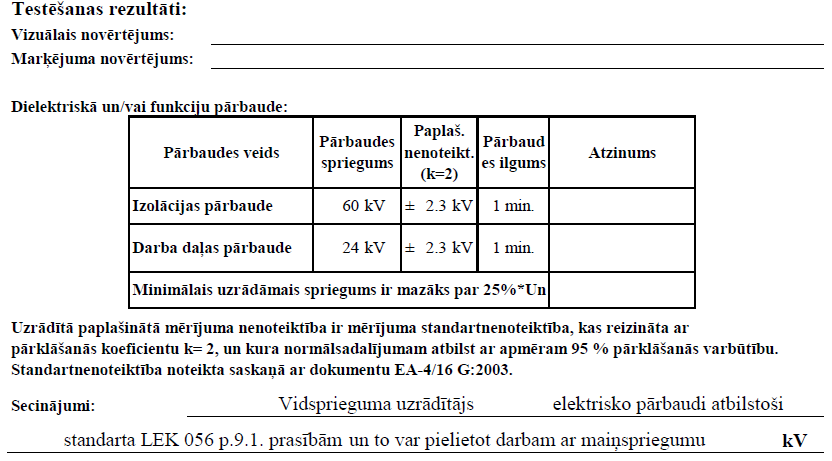 Testēšanas rezultāti:
Vizuālais novērtējums:
Marķējuma novērtējums:
Dielektriskā un/vai funkciju pārbaude:
Pārbaudes veids
Pārbaudes
spriegums
Paplaš.
nenoteikt.
(k=2)
Pārbaud
es ilgums
Atzinums
Izolācijas pārbaude 60 kV ± 2.3 kV 1 min.
Darba daļas pārbaude 24 kV ± 2.3 kV 1 min.
Minimālais uzrādāmais spriegums ir mazāks par 25%*Un
Uzrādītā paplašinātā mērījuma nenoteiktība ir mērījuma standartnenoteiktība, kas reizināta ar
pārklāšanās koeficientu k= 2, un kura normālsadalījumam atbilst ar apmēram 95 % pārklāšanās varbūtību.
Standartnenoteiktība noteikta saskaņā ar dokumentu EA-4/16 G:2003.
Secinājumi: Vidsprieguma uzrādītājs elektrisko pārbaudi atbilstoši
standarta LEK 056 p.9.1. prasībām un to var pielietot darbam ar maiņspriegumu kV